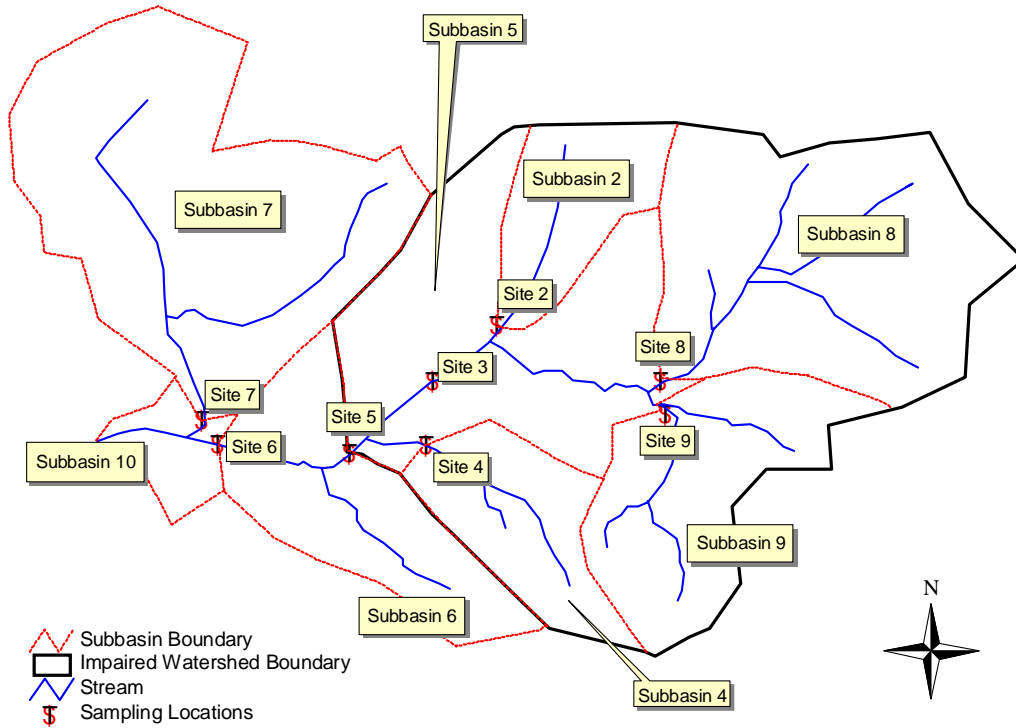 Subbasin 5
Subbasin 2
Subbasin 7
Subbasin 8
Site 2
Site 8
Site 3
Site 7
Site 5
Site 9
Site 6
Site 4
Subbasin 10
Subbasin 9
Subbasin 6
N
Subbasin Boundary
Impaired Watershed Boundary
Stream
Sampling Locations
Subbasin 4